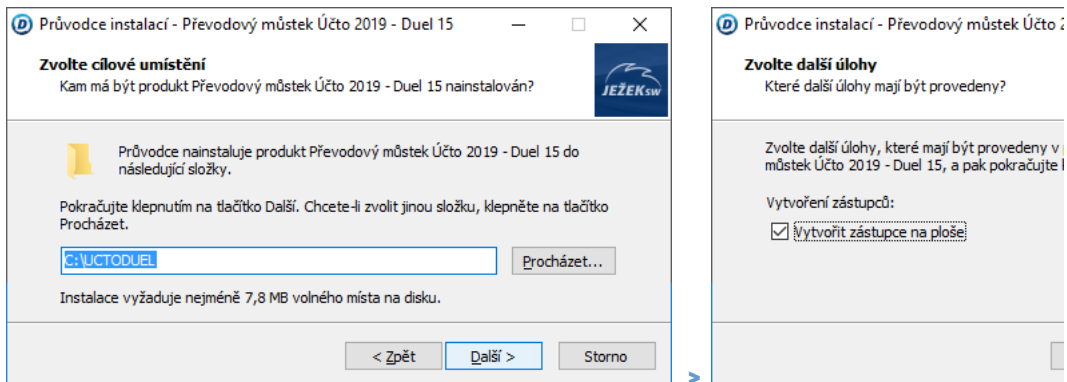 Průvodce instalací - Převodový můstek Účto 2019 - Duel 15
Zvolte cílové umístění
Kam má být produkt Převodový můstek Účto 2019 - Duel 15 nainstalován?
JEŽEKSW
Průvodce nainstaluje produkt Převodový můstek Účto 2019 - Duel 15 do
následující složky.
Pokračujte klepnutím na tlačítko Další. Chcete-li zvolit jinou složku, klepněte na tlačítko
Procházet.
C:\UCTODUEL
Procházet...
Instalace vyžaduje nejméně 7,8 MB volného místa na disku.
< Zpět
Další >
Storno
>
Průvodce instalací - Převodový můstek Účto
Zvolte další úlohy
Které další úlohy mají být provedeny?
Zvolte další úlohy, které mají být provedeny v
můstek Účto 2019 - Duel 15, a pak pokračujte
Vytvoření zástupců:
Vytvořit zástupce na ploše